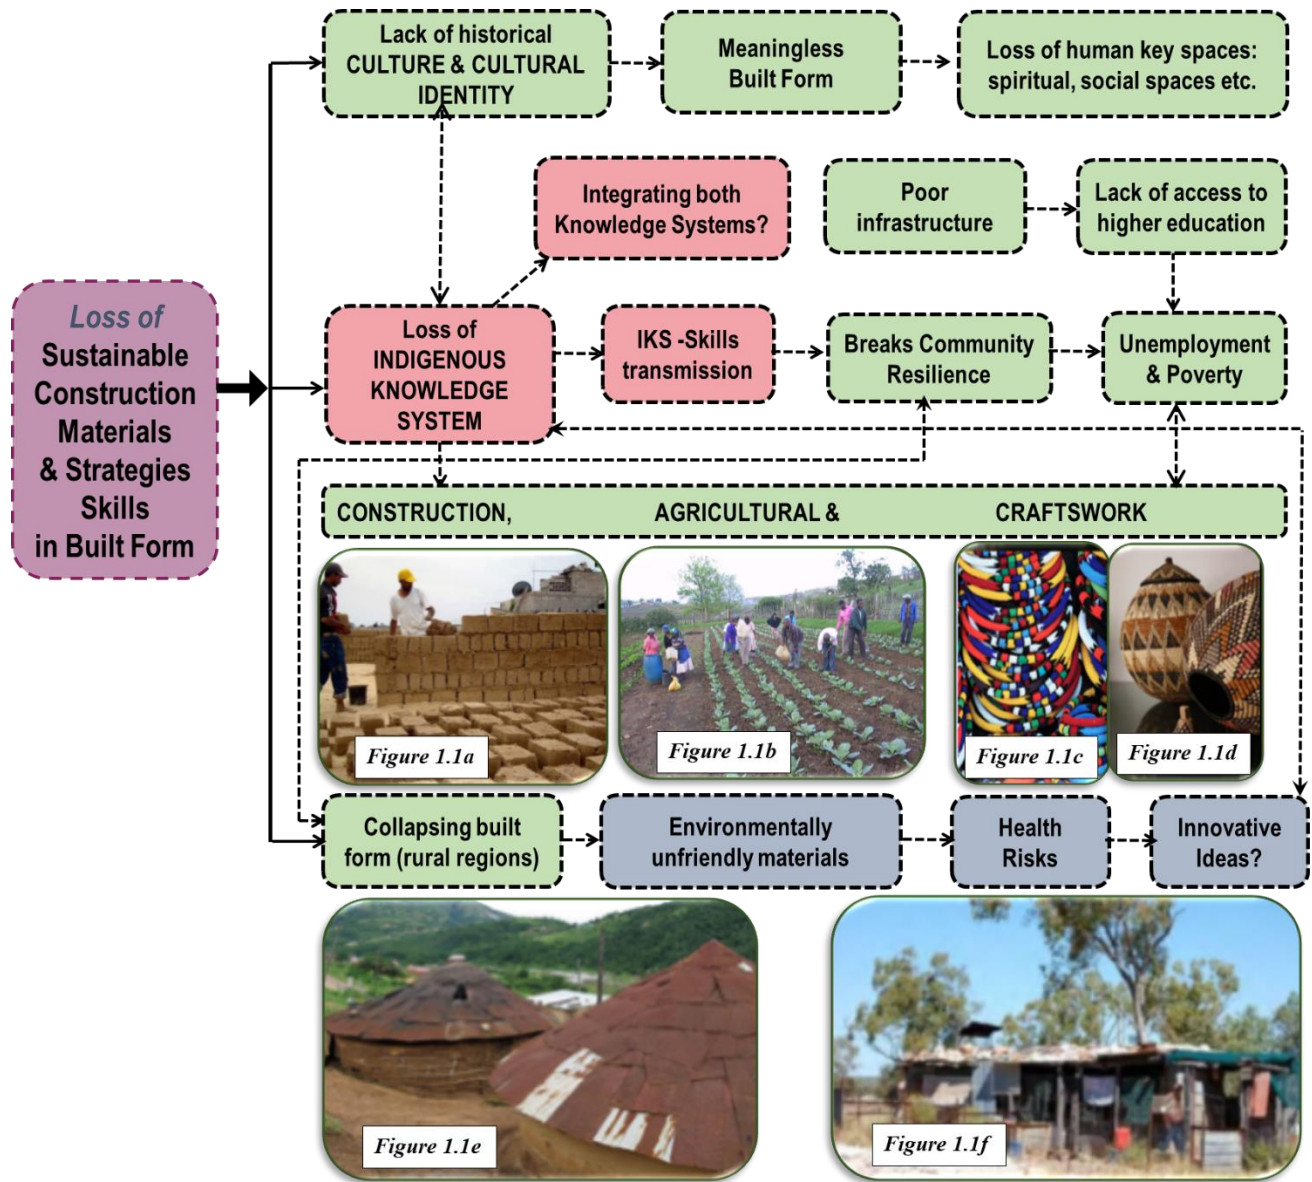 Lack of historical
CULTURE & CULTURAL
IDENTITY
Meaningless
Built Form
Loss of human key spaces:
spiritual, social spaces etc.
Integrating both
Knowledge Systems?
Poor
infrastructure
Lack of access to
higher education
Loss of
Sustainable
Construction
Materials
& Strategies
Skills
in Built Form
Loss of
INDIGENOUS
KNOWLEDGE
SYSTEM
IKS -Skills
transmission
Breaks Community
Resilience
Unemployment
& Poverty
CONSTRUCTION, AGRICULTURAL & CRAFTSWORK
Figure 1.1a
Figure 1.1b
Figure 1.1c
Figure 1.1d
Collapsing built
form (rural regions)
Environmentally
unfriendly materials
Health
Risks
Innovative
Ideas?
Figure 1.1e
Figure 1.1f